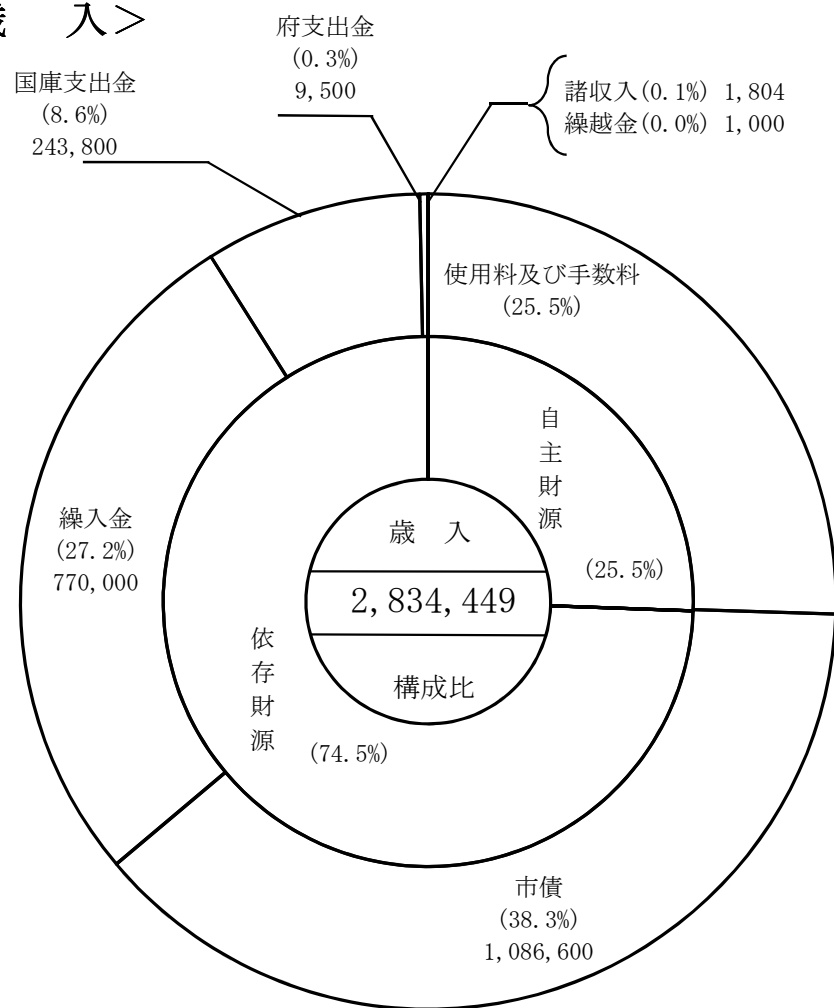 入＞
府支出金
(0.3%)
9,500
国庫支出金
(8.6%)
243,800
諸収入(0.1%) 1,804
繰越金(0.0%) 1,000
使用料及び手数料
(25.5%)
自主財源
(25.5%)
歳　入
2,834,449
構成比
繰入金
(27.2%)
770,000
依存財源
(74.5%)
市債
(38.3%)
1,086,600